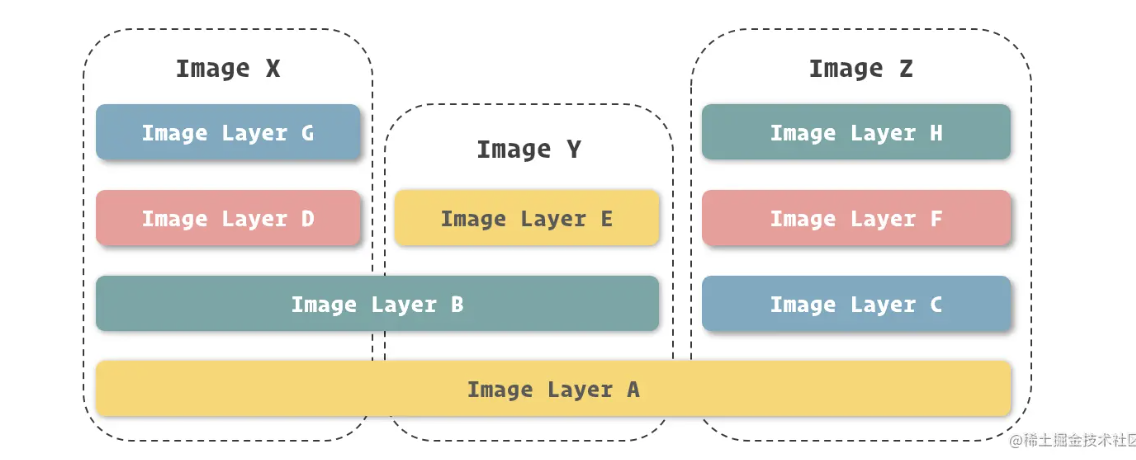 Image X
Image Z
Image Layer G
Image Layer H
Image Y
Image Layer D
Image Layer E
Image Layer F
Image Layer B
Image Layer C
Image Layer A
@稀土掘金技术社区